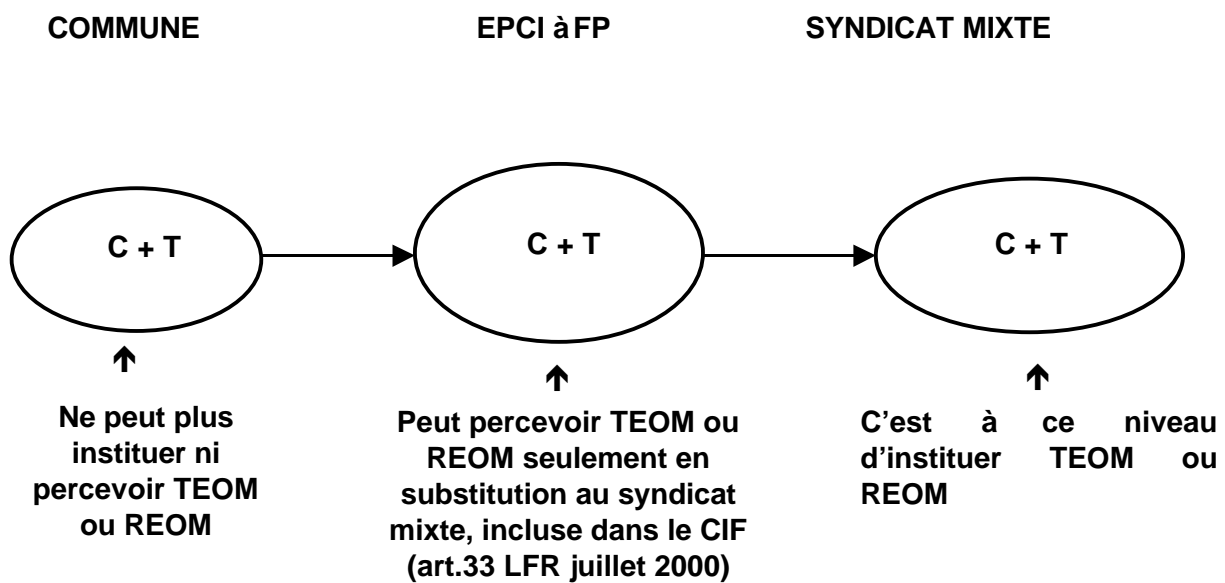 COMMUNE
EPCI à FP
SYNDICAT MIXTE
C + T
C + T
C + T
Ne peut plus
instituer ni
percevoir TEOM
ou REOM
Peut percevoir TEOM ou
REOM seulement en
substitution au syndicat
mixte, incluse dans le CIF
(art.33 LFR juillet 2000)
C'est à ce niveau
d'instituer TEOM ou
REOM